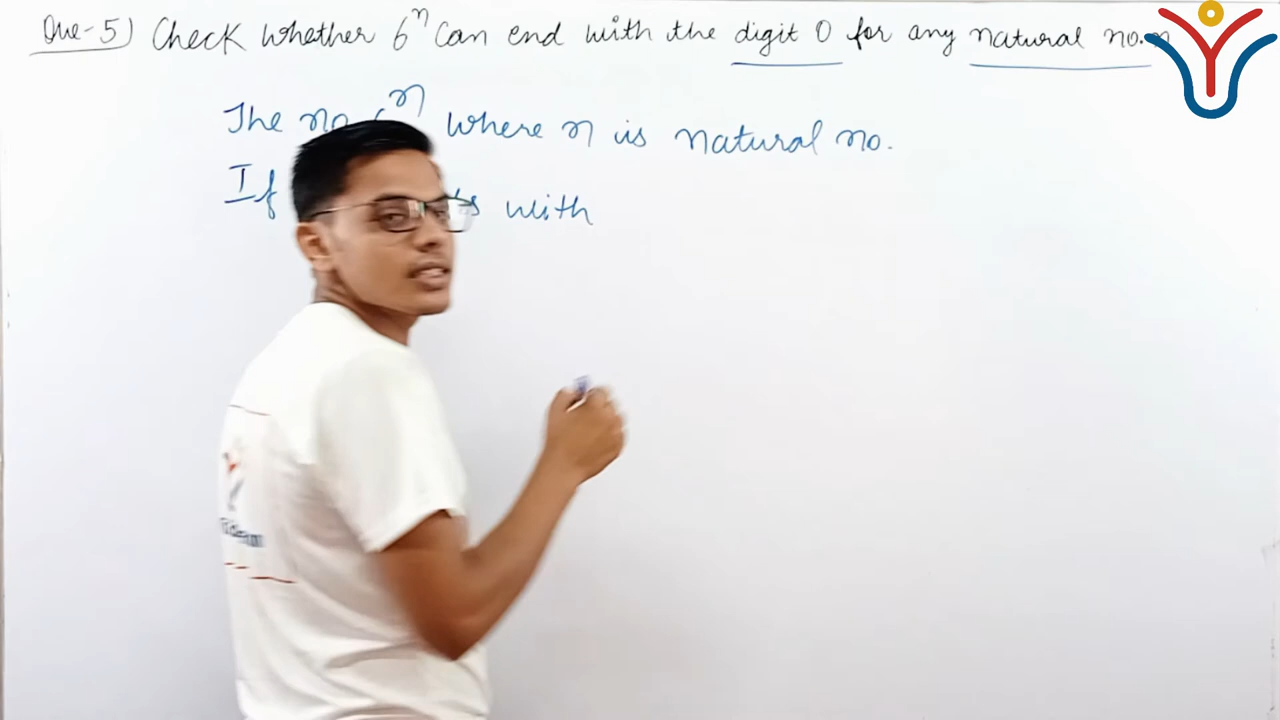 Que-5) Check whether 6ⁿ can end with the digit 0 for any natural no. n
The no. 6ⁿ where n is natural no.
If with